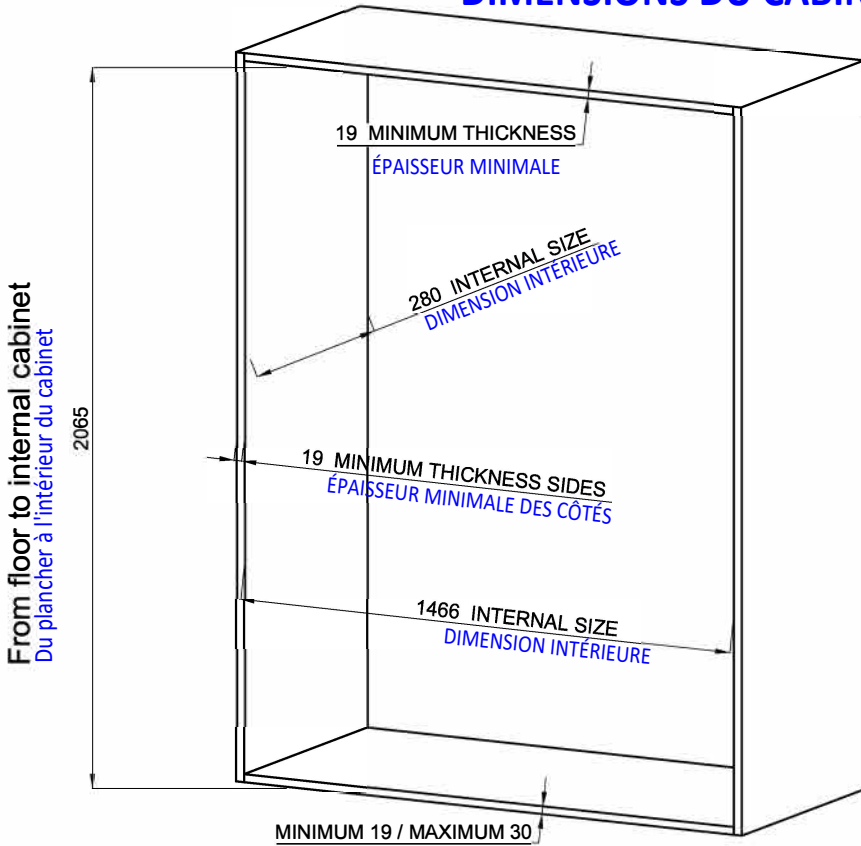 DIMENSIONS DU
19 MINIMUM THICKNESS
ÉPAISSEUR MINIMALE
280 INTERNAL SIZE
DIMENSION INTÉRIEURE
From floor to internal cabinet
Du plancher à l'intérieur du cabinet
2065
19 MINIMUM THICKNESS SIDES
ÉPAISSEUR MINIMALE DES CÔTÉS
1466 INTERNAL SIZE
DIMENSION INTÉRIEURE
MINIMUM 19 / MAXIMUM 30